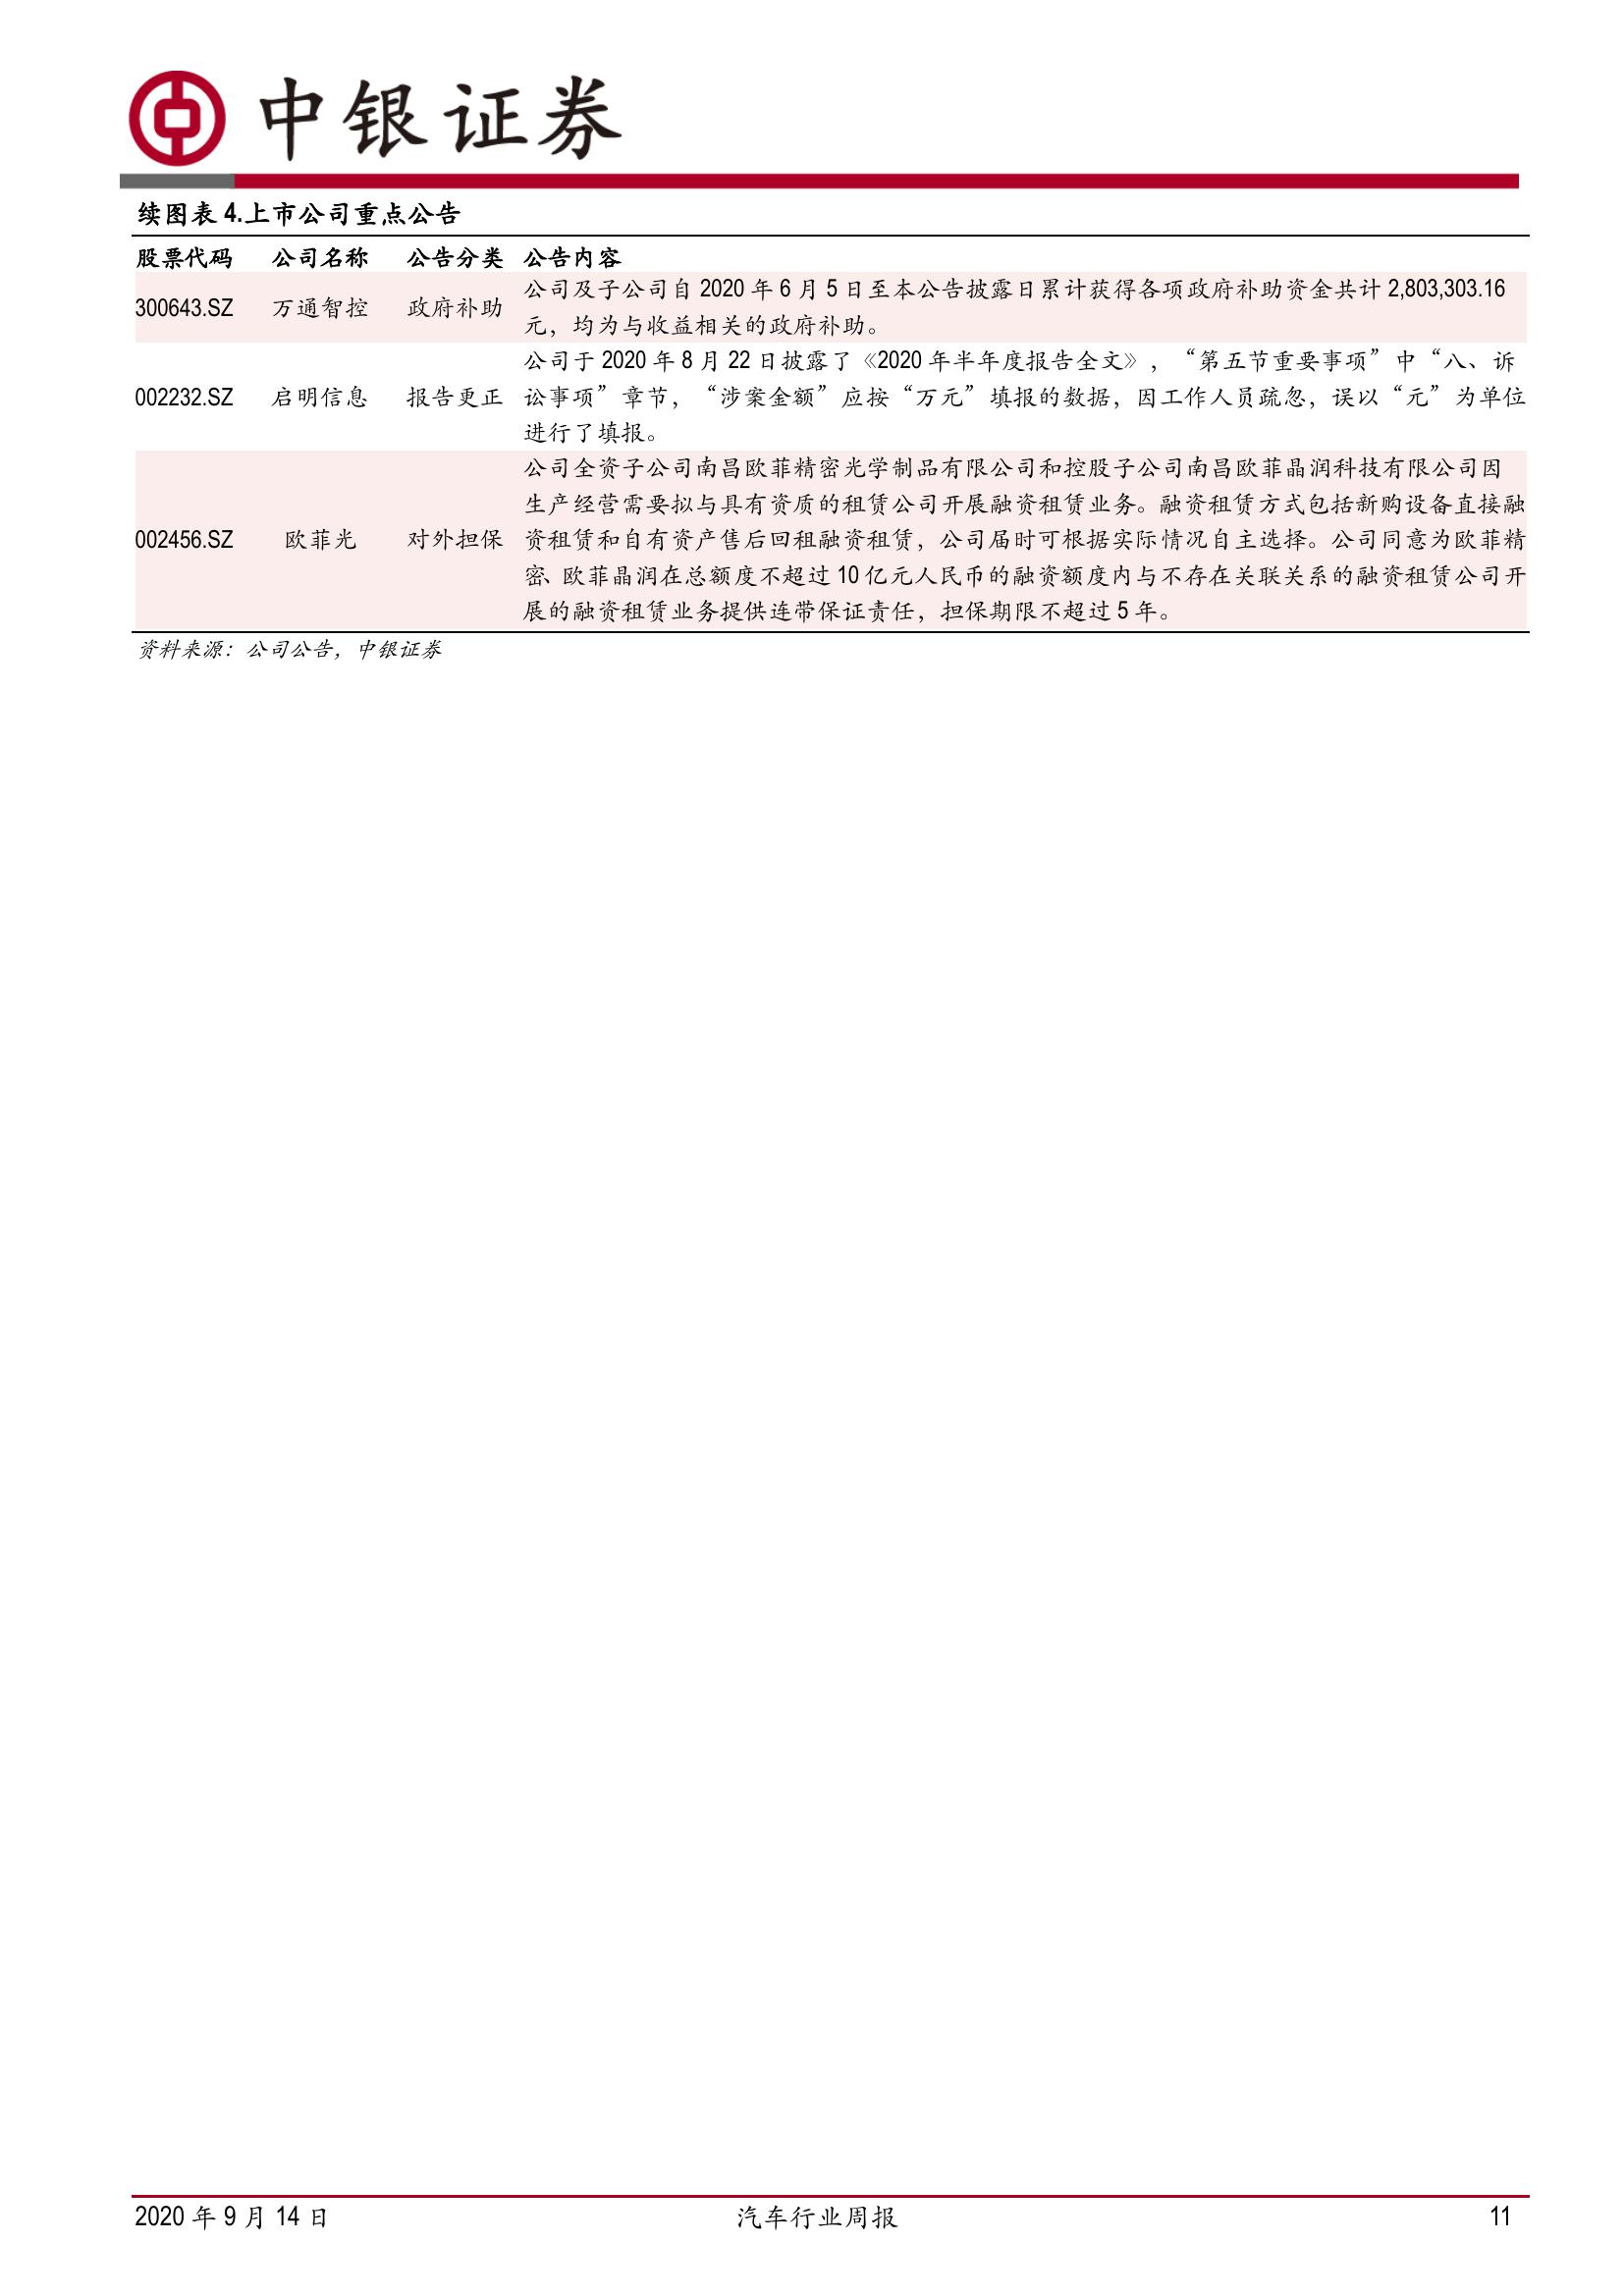 中银证券
续图表 4.上市公司重点公告
股票代码 公司名称 公告分类 公告内容
300643.SZ 万通智控 政府补助 公司及子公司自 2020 年 6 月 5 日至本公告披露日累计获得各项政府补助资金共计 2,803,303.16
元，均为与收益相关的政府补助。
公司于 2020 年 8 月 22 日披露了《2020 年半年度报告全文》，“第五节重要事项”中“八、诉
002232.SZ 启明信息 报告更正 讼事项”章节，“涉案金额”应按“万元”填报的数据，因工作人员疏忽，误以“元”为单位
进行了填报。
公司全资子公司南昌欧菲精密光学制品有限公司和控股子公司南昌欧菲晶润科技有限公司因
生产经营需要拟与具有资质的租赁公司开展融资租赁业务。融资租赁方式包括新购设备直接融
002456.SZ 欧菲光 对外担保 资租赁和自有资产售后回租融资租赁，公司届时可根据实际情况自主选择。公司同意为欧菲精
密、欧菲晶润在总额度不超过 10 亿元人民币的融资额度内与不存在关联关系的融资租赁公司开
展的融资租赁业务提供连带保证责任，担保期限不超过 5 年。
资料来源：公司公告，中银证券
2020 年 9 月 14 日 汽车行业周报 11